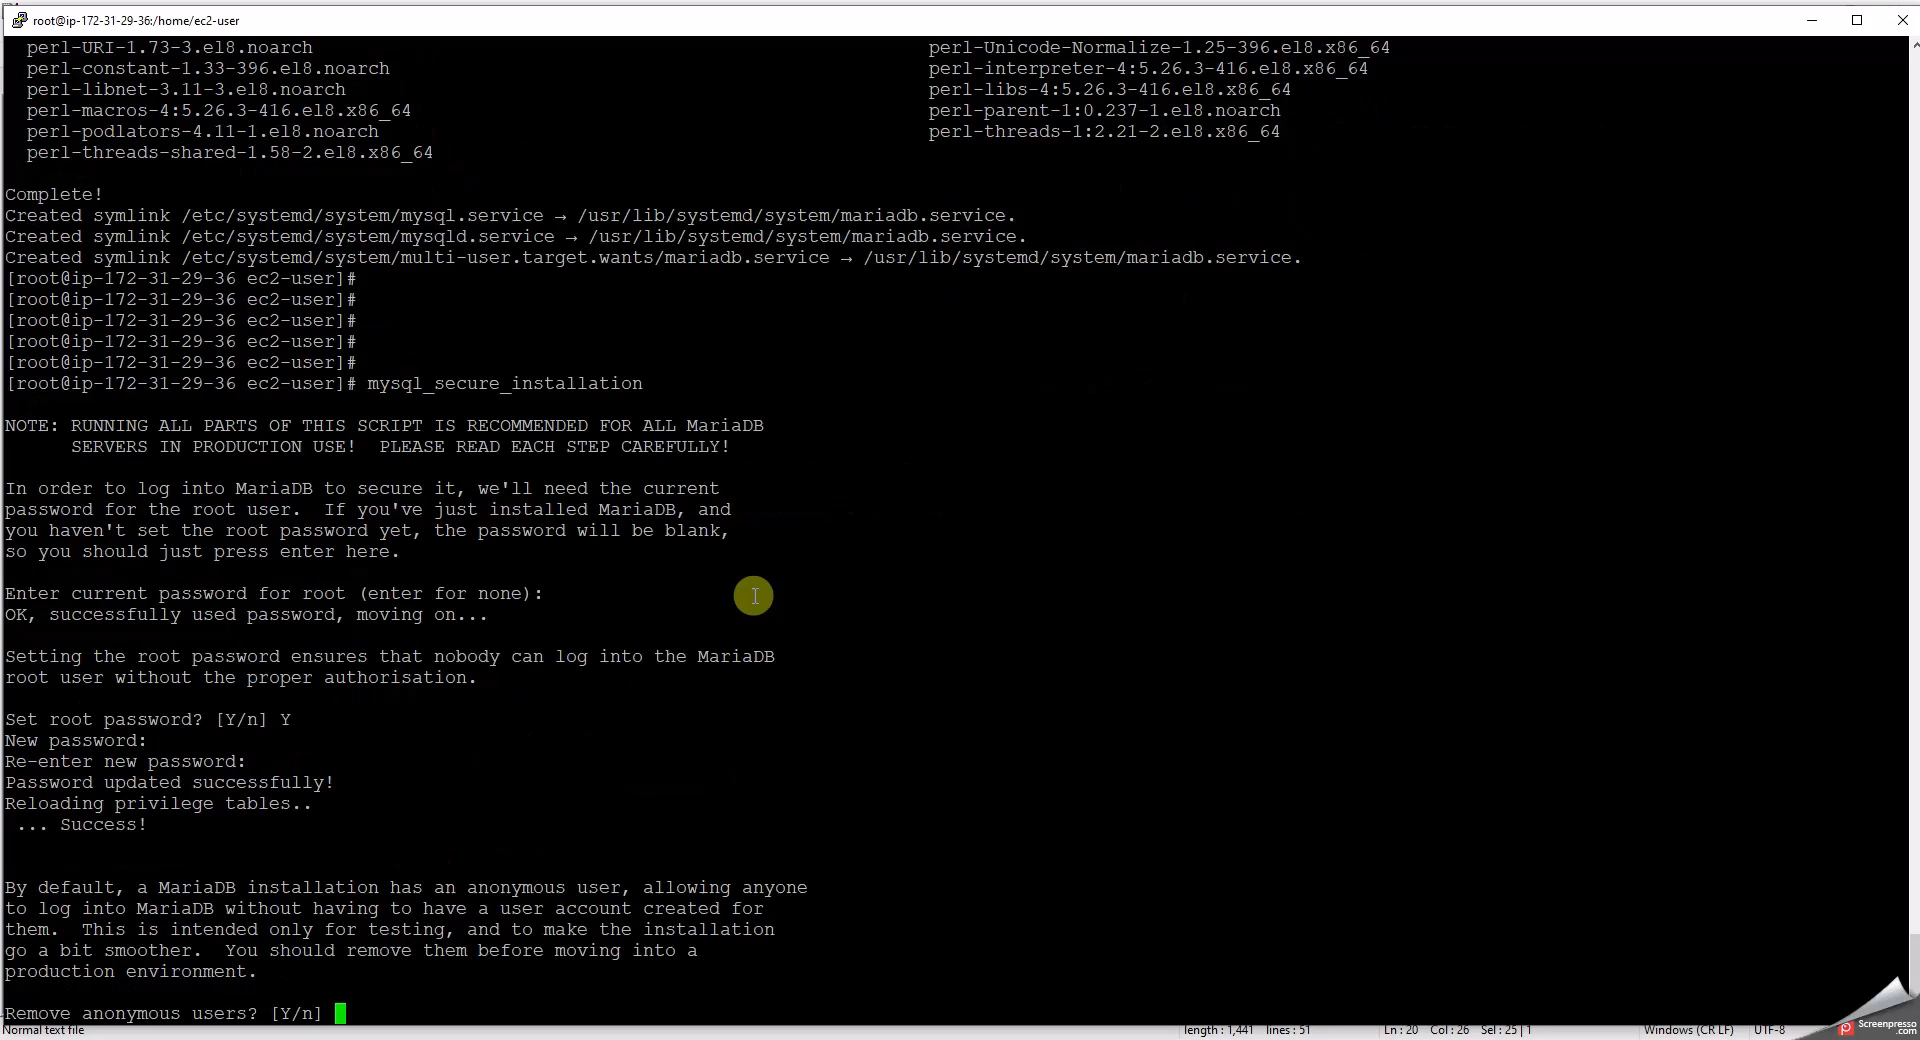 root@ip-172-31-29-36:/home/ec2-user
perl-URI-1.73-3.el8.noarch perl-Unicode-Normalize-1.25-396.el8.x86_64
perl-constant-1.33-396.el8.noarch perl-interpreter-4:5.26.3-416.el8.x86_64
perl-libnet-3.11-3.el8.noarch perl-libs-4:5.26.3-416.el8.x86_64
perl-macros-4:5.26.3-416.el8.x86_64 perl-parent-1:0.237-1.el8.noarch
perl-podlators-4.11-1.el8.noarch perl-threads-1:2.21-2.el8.x86_64
perl-threads-shared-1.58-2.el8.x86_64
Complete!
Created symlink /etc/systemd/system/mysql.service → /usr/lib/systemd/system/mariadb.service.
Created symlink /etc/systemd/system/mysqld.service → /usr/lib/systemd/system/mariadb.service.
Created symlink /etc/systemd/system/multi-user.target.wants/mariadb.service → /usr/lib/systemd/system/mariadb.service.
[root@ip-172-31-29-36 ec2-user]#
[root@ip-172-31-29-36 ec2-user]#
[root@ip-172-31-29-36 ec2-user]#
[root@ip-172-31-29-36 ec2-user]#
[root@ip-172-31-29-36 ec2-user]#
[root@ip-172-31-29-36 ec2-user]# mysql_secure_installation
NOTE: RUNNING ALL PARTS OF THIS SCRIPT IS RECOMMENDED FOR ALL MariaDB
SERVERS IN PRODUCTION USE! PLEASE READ EACH STEP CAREFULLY!
In order to log into MariaDB to secure it, we'll need the current
password for the root user. If you've just installed MariaDB, and
you haven't set the root password yet, the password will be blank,
so you should just press enter here.
Enter current password for root (enter for none):
OK, successfully used password, moving on...
Setting the root password ensures that nobody can log into the MariaDB
root user without the proper authorisation.
Set root password? [Y/n] Y
New password:
Re-enter new password:
Password updated successfully!
Reloading privilege tables..
... Success!
By default, a MariaDB installation has an anonymous user, allowing anyone
to log into MariaDB without having to have a user account created for
them. This is intended only for testing, and to make the installation
go a bit smoother. You should remove them before moving into a
production environment.
Remove anonymous users? [Y/n]
Normal text file length : 1,441 lines : 51 Ln : 20 Col : 26 Sel : 25 | 1 Windows (CR LF) UTF-8
Screenpresso
.com